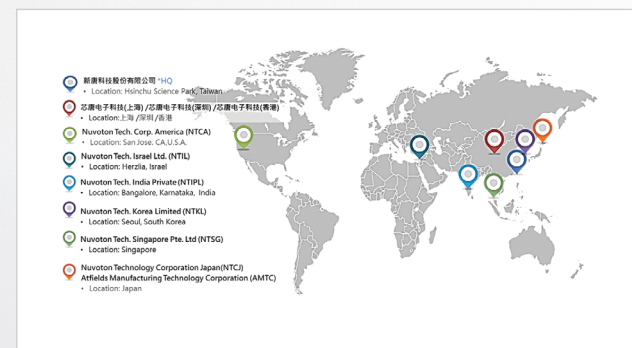 新唐科技股份有限公司 *HQ
• Location: Hsinchu Science Park, Taiwan
芯唐电子科技(上海) /芯唐电子科技(深圳) /芯唐电子科技(香港)
• Location:上海 /深圳 /香港
Nuvoton Tech. Corp. America (NTCA)
• Location: San Jose. CA,U.S.A.
Nuvoton Tech. Israel Ltd. (NTIL)
• Location: Herzlia, Israel
Nuvoton Tech. India Private (NTIPL)
• Location: Bangalore, Karnataka, India
Nuvoton Tech. Korea Limited (NTKL)
• Location: Seoul, South Korea
Nuvoton Tech. Singapore Pte. Ltd (NTSG)
• Location: Singapore
Nuvoton Technology Corporation Japan(NTCJ)
Atfields Manufacturing Technology Corporation (AMTC)
• Location: Japan